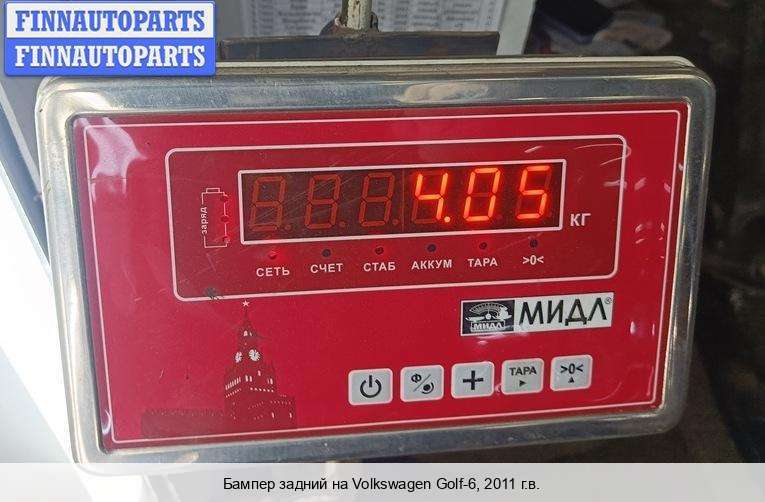 FINNAUTOPARTS
FINNAUTOPARTS
заряд
4.05 КГ
СЕТЬ СЧЕТ СТАБ АККУМ ТАРА >0<
МИДЛ МИДЛ®
Ф ТАРА >0<
Бампер задний на Volkswagen Golf-6, 2011 г.в.